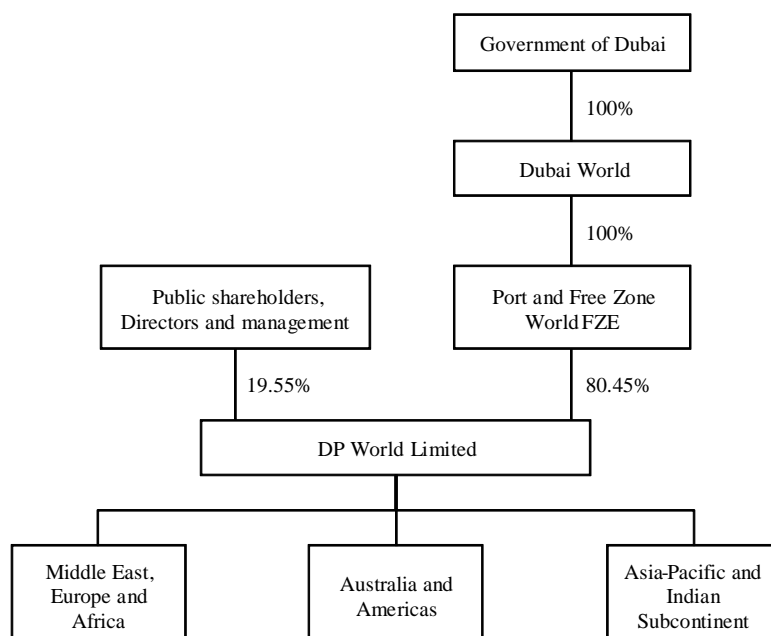 Government of Dubai
100%
Dubai World
100%
Public shareholders,
Directors and management
Port and Free Zone
World FZE
19.55%
80.45%
DP World Limited
Middle East,
Europe and
Africa
Australia and
Americas
Asia-Pacific and
Indian
Subcontinent